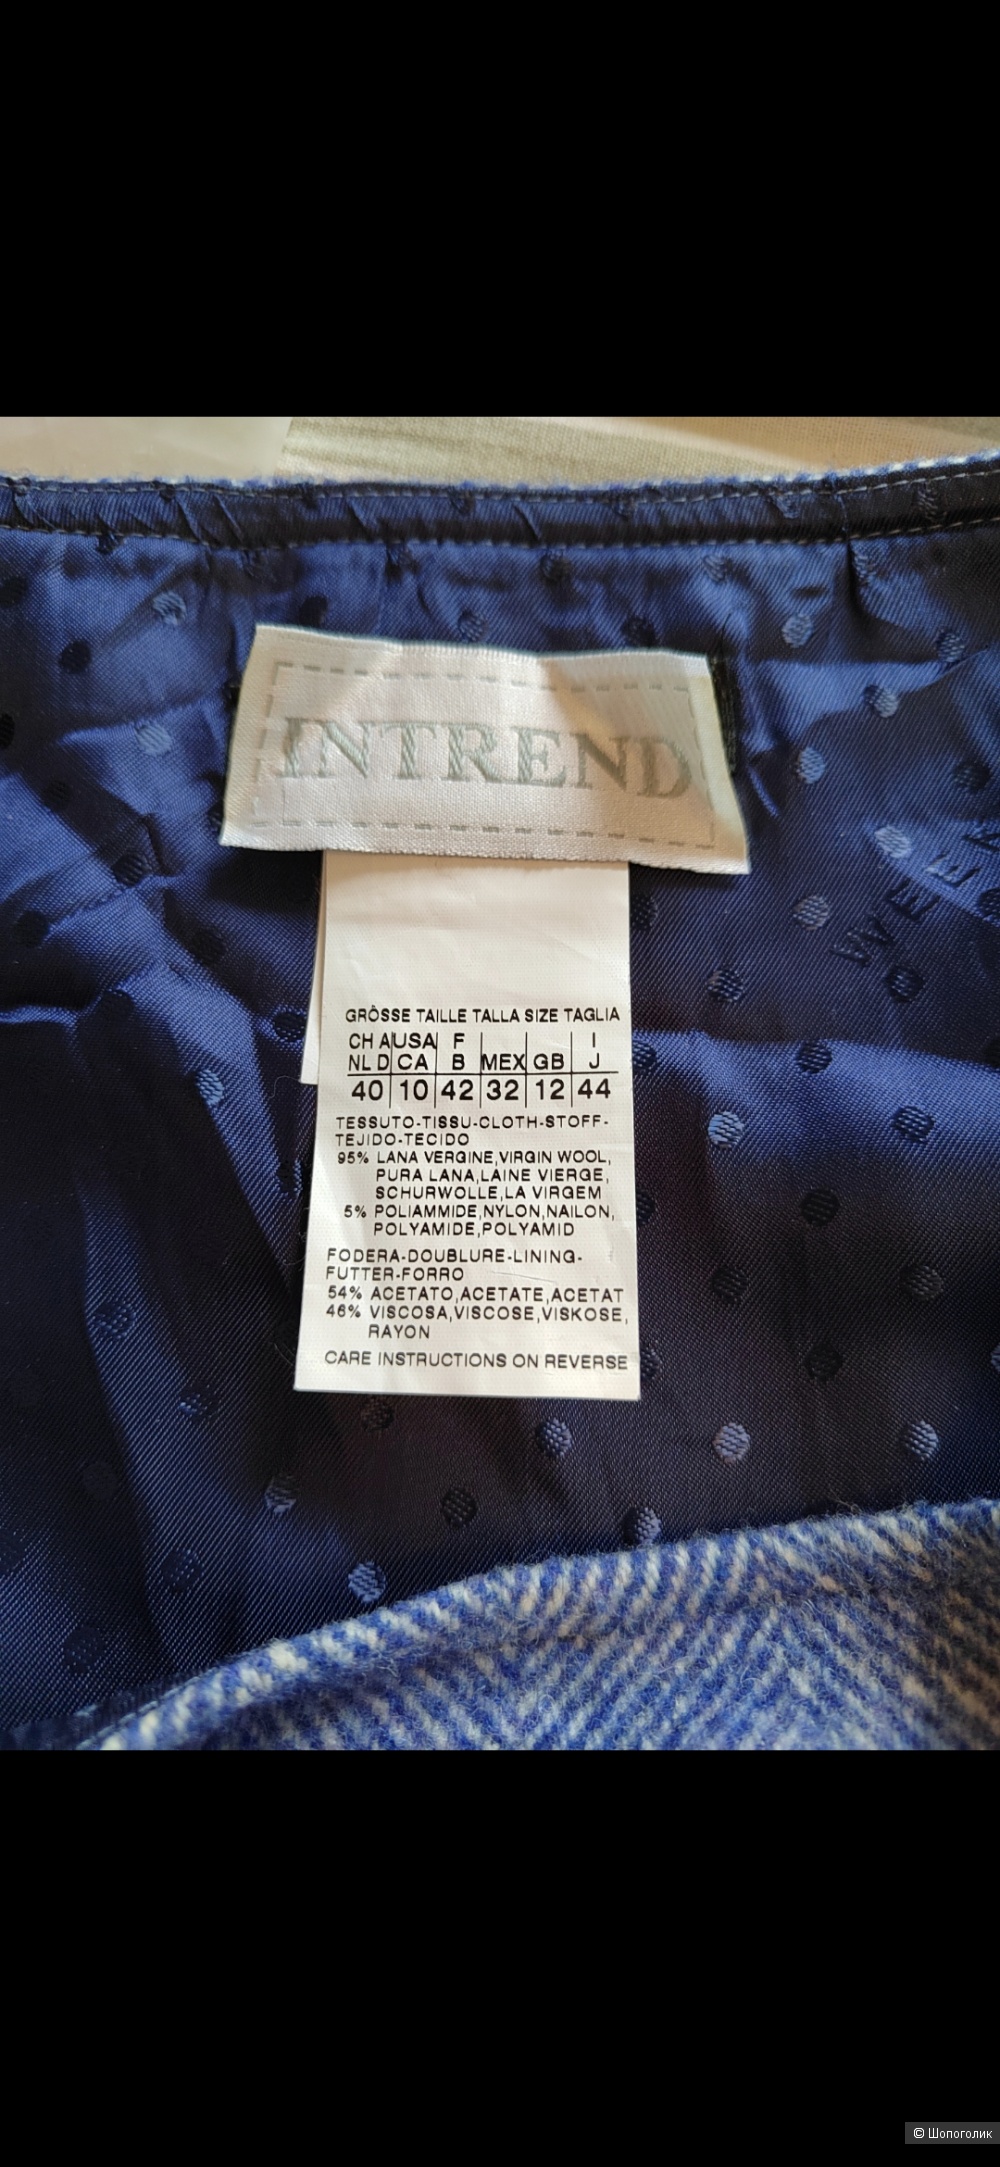 INTREND
GRÖSSE TAILLE TALLA SIZE TAGLIA
CH A USA F I
NL D CA B MEX GB J
40 10 42 32 12 44
TESSUTO-TISSU-CLOTH-STOFF-
TEJIDO-TECIDO
95% LANA VERGINE,VIRGIN WOOL,
PURA LANA,LAINE VIERGE,
SCHURWOLLE,LA VIRGEM
5% POLIAMMIDE,NYLON,NAILON,
POLYAMIDE,POLYAMID
FODERA-DOUBLURE-LINING-
FUTTER-FORRO
54% ACETATO,ACETATE,ACETAT
46% VISCOSA,VISCOSE,VISKOSE,
RAYON
CARE INSTRUCTIONS ON REVERSE
© Шопоголик